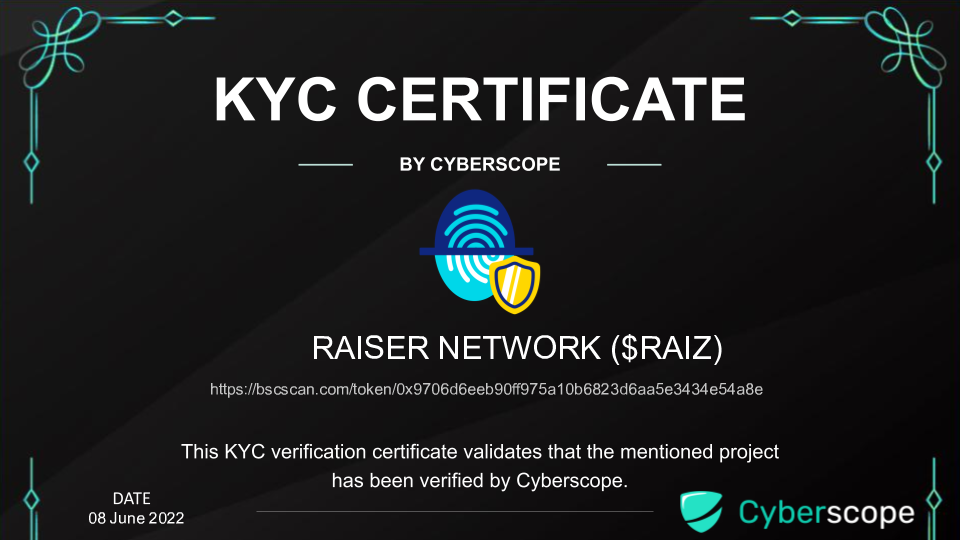 KYC CERTIFICATE
BY CYBERSCOPE
RAISER NETWORK ($RAIZ)
https://bscscan.com/token/0x9706d6eeb90ff975a10b6823d6aa5e3434e54a8e
This KYC verification certificate validates that the mentioned project
has been verified by Cyberscope.
DATE
08 June 2022
Cyberscope